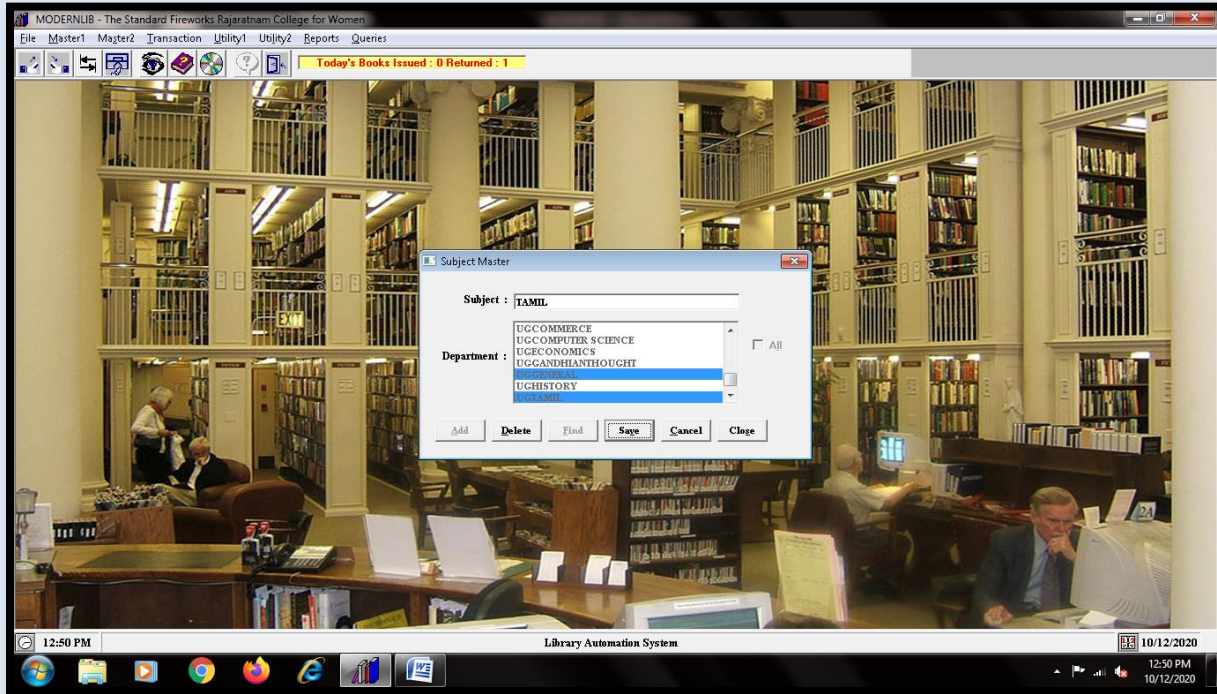 MODERNLIB - The Standard Fireworks Rajaratnam College for Women
File Master1 Master2 Transaction Utility1 Utility2 Reports Queries
Today's Books Issued : 0 Returned : 1
Subject Master
Subject : TAMIL
UGCOMMERCE
UGCOMPUTER SCIENCE
UGECONOMICS
Department :
All
UGGANDHIANTHOUGHT
UGGENERAL
UGHISTORY
UGTAMIL
Add Delete Find Save Cancel Close
EXIT
2A
12:50 PM Library Automation System 10/12/2020
12:50 PM
10/12/2020